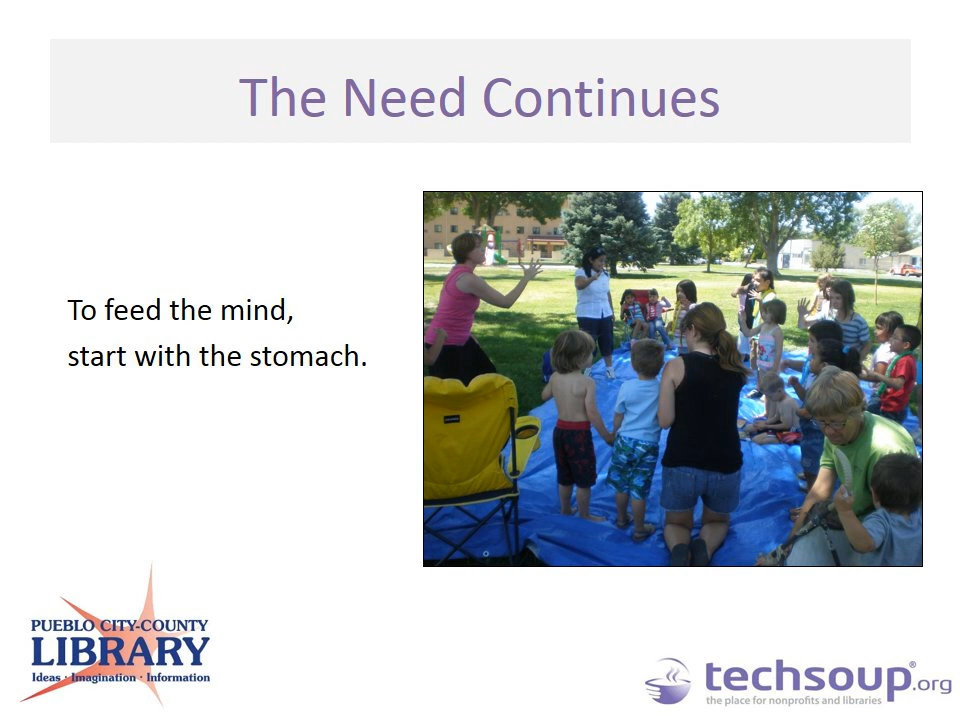 The Need Continues
To feed the mind,
start with the stomach.
PUEBLO CITY-COUNTY
LIBRARY
Ideas · Imagination · Information
techsoup®.org
the place for nonprofits and libraries